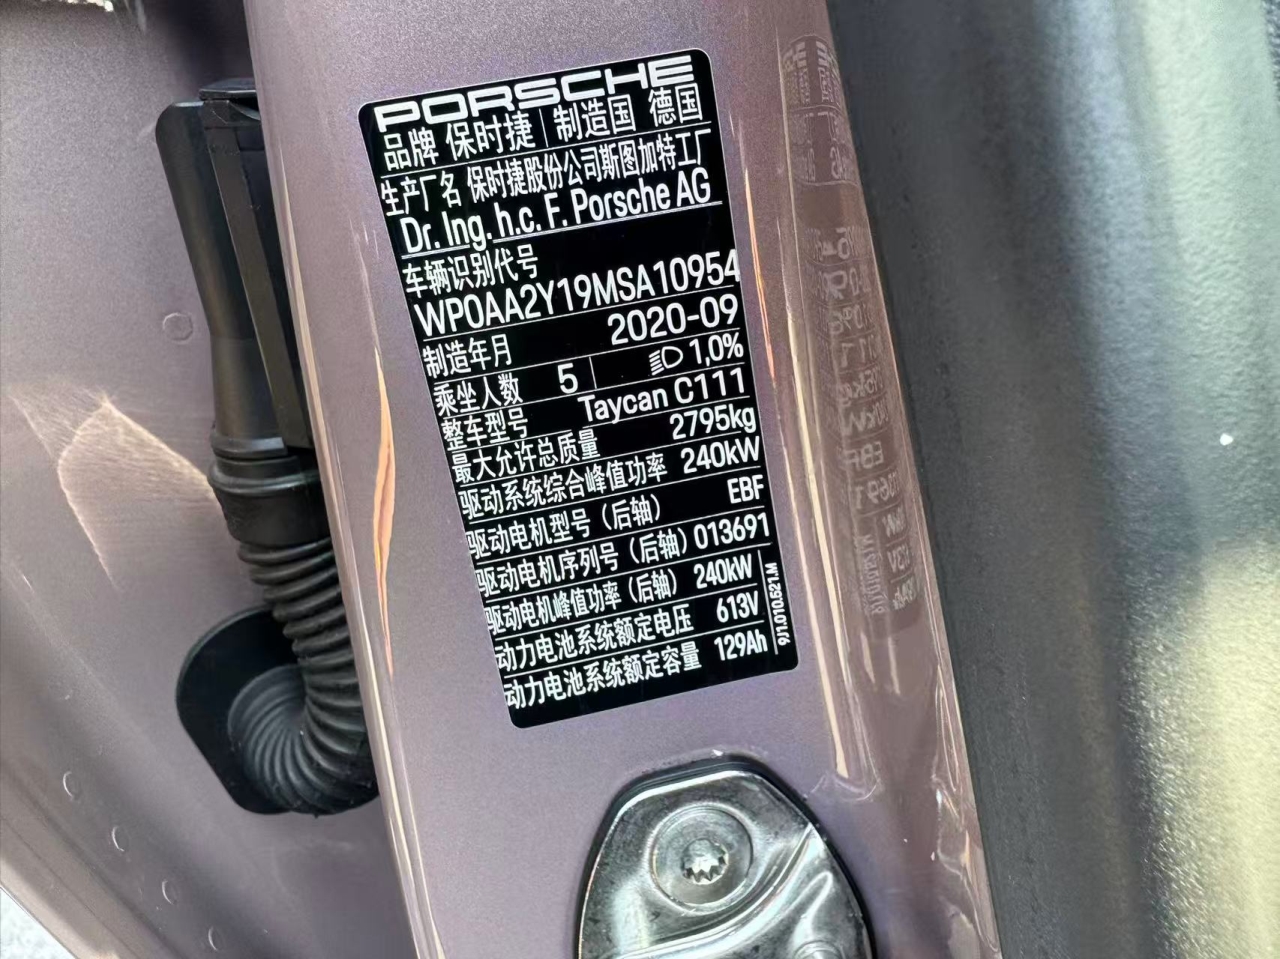 PORSCHE
品牌 保时捷 制造国 德国
生产厂名 保时捷股份公司斯图加特工厂
Dr. Ing. h.c. F. Porsche AG
车辆识别代号
WP0AA2Y19MSA10954
制造年月 2020-09
乘坐人数 5 1,0%
整车型号 Taycan C111
最大允许总质量 2795kg
驱动系统综合峰值功率 240kW
驱动电机型号（后轴） EBF
驱动电机序列号（后轴） 013691
驱动电机峰值功率（后轴） 240kW
动力电池系统额定电压 613V
动力电池系统额定容量 129Ah
9J1.010.521.M